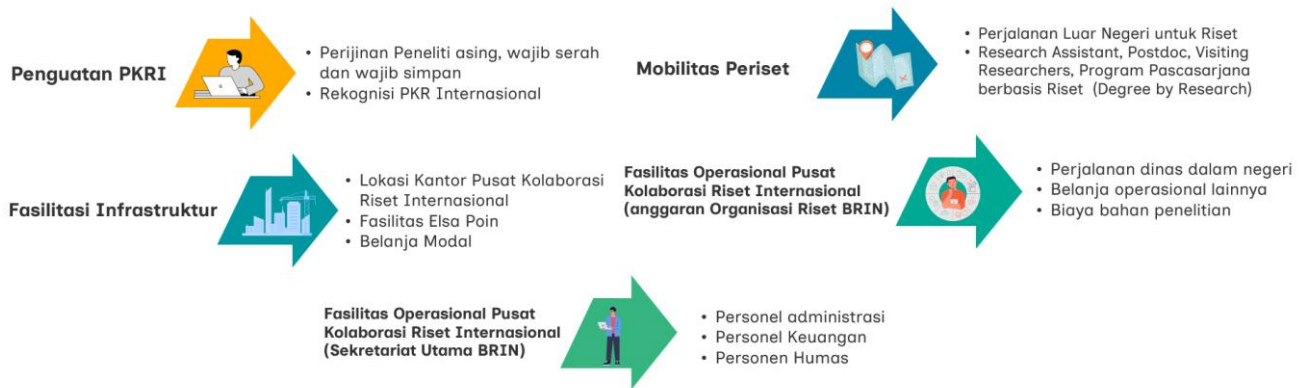 Penguatan PKRI
• Perijinan Peneliti asing, wajib serah
dan wajib simpan
• Rekognisi PKR Internasional
Mobilitas Periset
• Perjalanan Luar Negeri untuk Riset
• Research Assistant, Postdoc, Visiting
Researchers, Program Pascasarjana
berbasis Riset (Degree by Research)
Fasilitasi Infrastruktur
• Lokasi Kantor Pusat Kolaborasi
Riset Internasional
• Fasilitas Elsa Poin
• Belanja Modal
Fasilitas Operasional Pusat
Kolaborasi Riset Internasional
(anggaran Organisasi Riset BRIN)
• Perjalanan dinas dalam negeri
• Belanja operasional lainnya
• Biaya bahan penelitian
Fasilitas Operasional Pusat
Kolaborasi Riset Internasional
(Sekretariat Utama BRIN)
• Personel administrasi
• Personel Keuangan
• Personen Humas